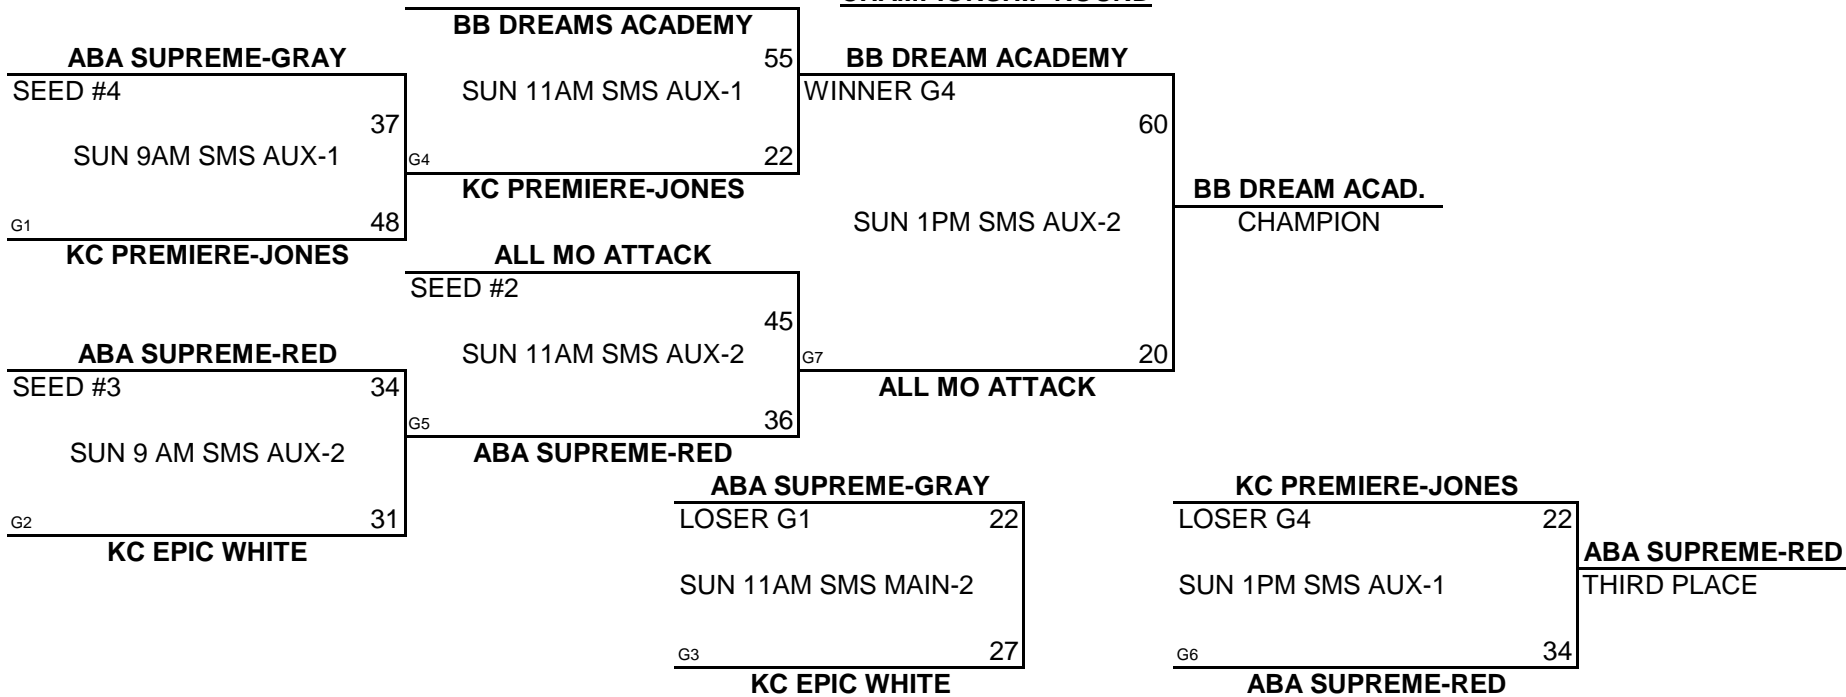 BB DREAMS ACADEMY
ABA SUPREME-GRAY
55
BB DREAM ACADEMY
SEED #4
SUN 11AM SMS AUX-1
WINNER G4
37
60
SUN 9AM SMS AUX-1
G4
22
KC PREMIERE-JONES
BB DREAM ACAD.
G1
48
SUN 1PM SMS AUX-2
CHAMPION
KC PREMIERE-JONES
ALL MO ATTACK
SEED #2
45
ABA SUPREME-RED
SUN 11AM SMS AUX-2
G7
20
SEED #3
34
ALL MO ATTACK
G5
36
SUN 9 AM SMS AUX-2
ABA SUPREME-RED
ABA SUPREME-GRAY
KC PREMIERE-JONES
G2
31
LOSER G1
22
LOSER G4
22
KC EPIC WHITE
ABA SUPREME-RED
SUN 11AM SMS MAIN-2
SUN 1PM SMS AUX-1
THIRD PLACE
G3
27
G6
34
KC EPIC WHITE
ABA SUPREME-RED